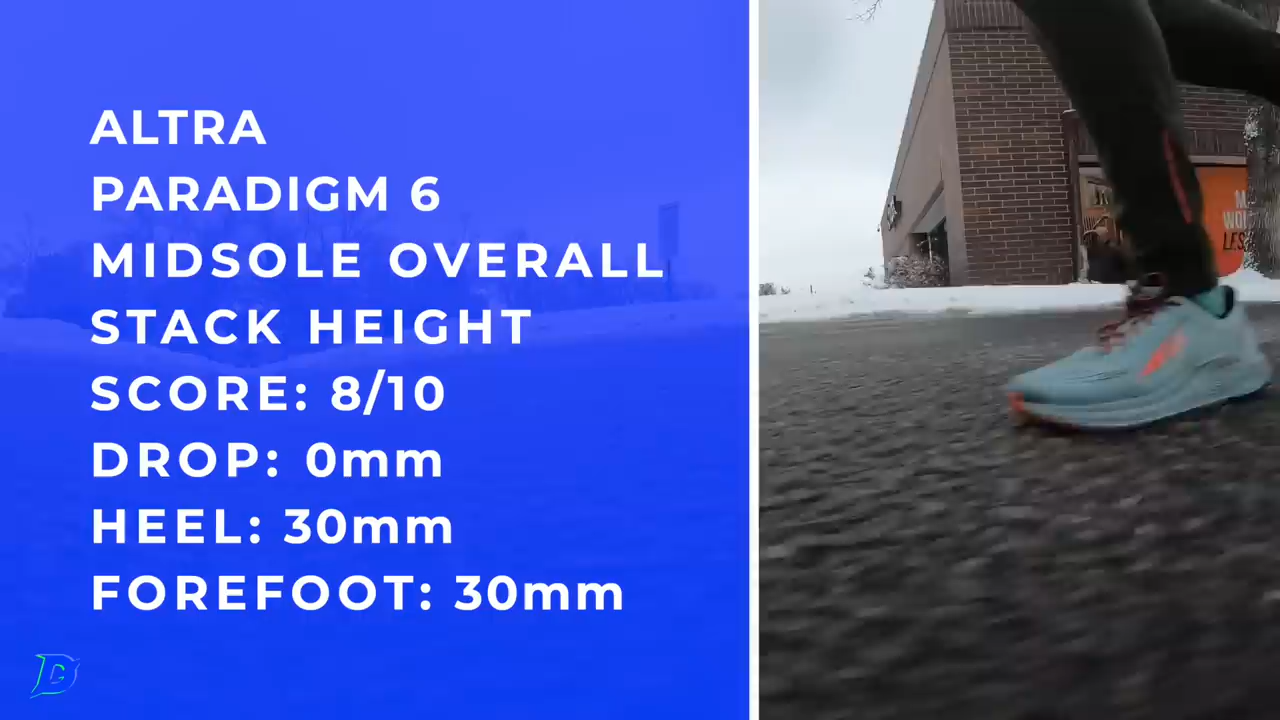 ALTRA
PARADIGM 6
MIDSOLE OVERALL
STACK HEIGHT
SCORE: 8/10
DROP: 0mm
HEEL: 30mm
FOREFOOT: 30mm